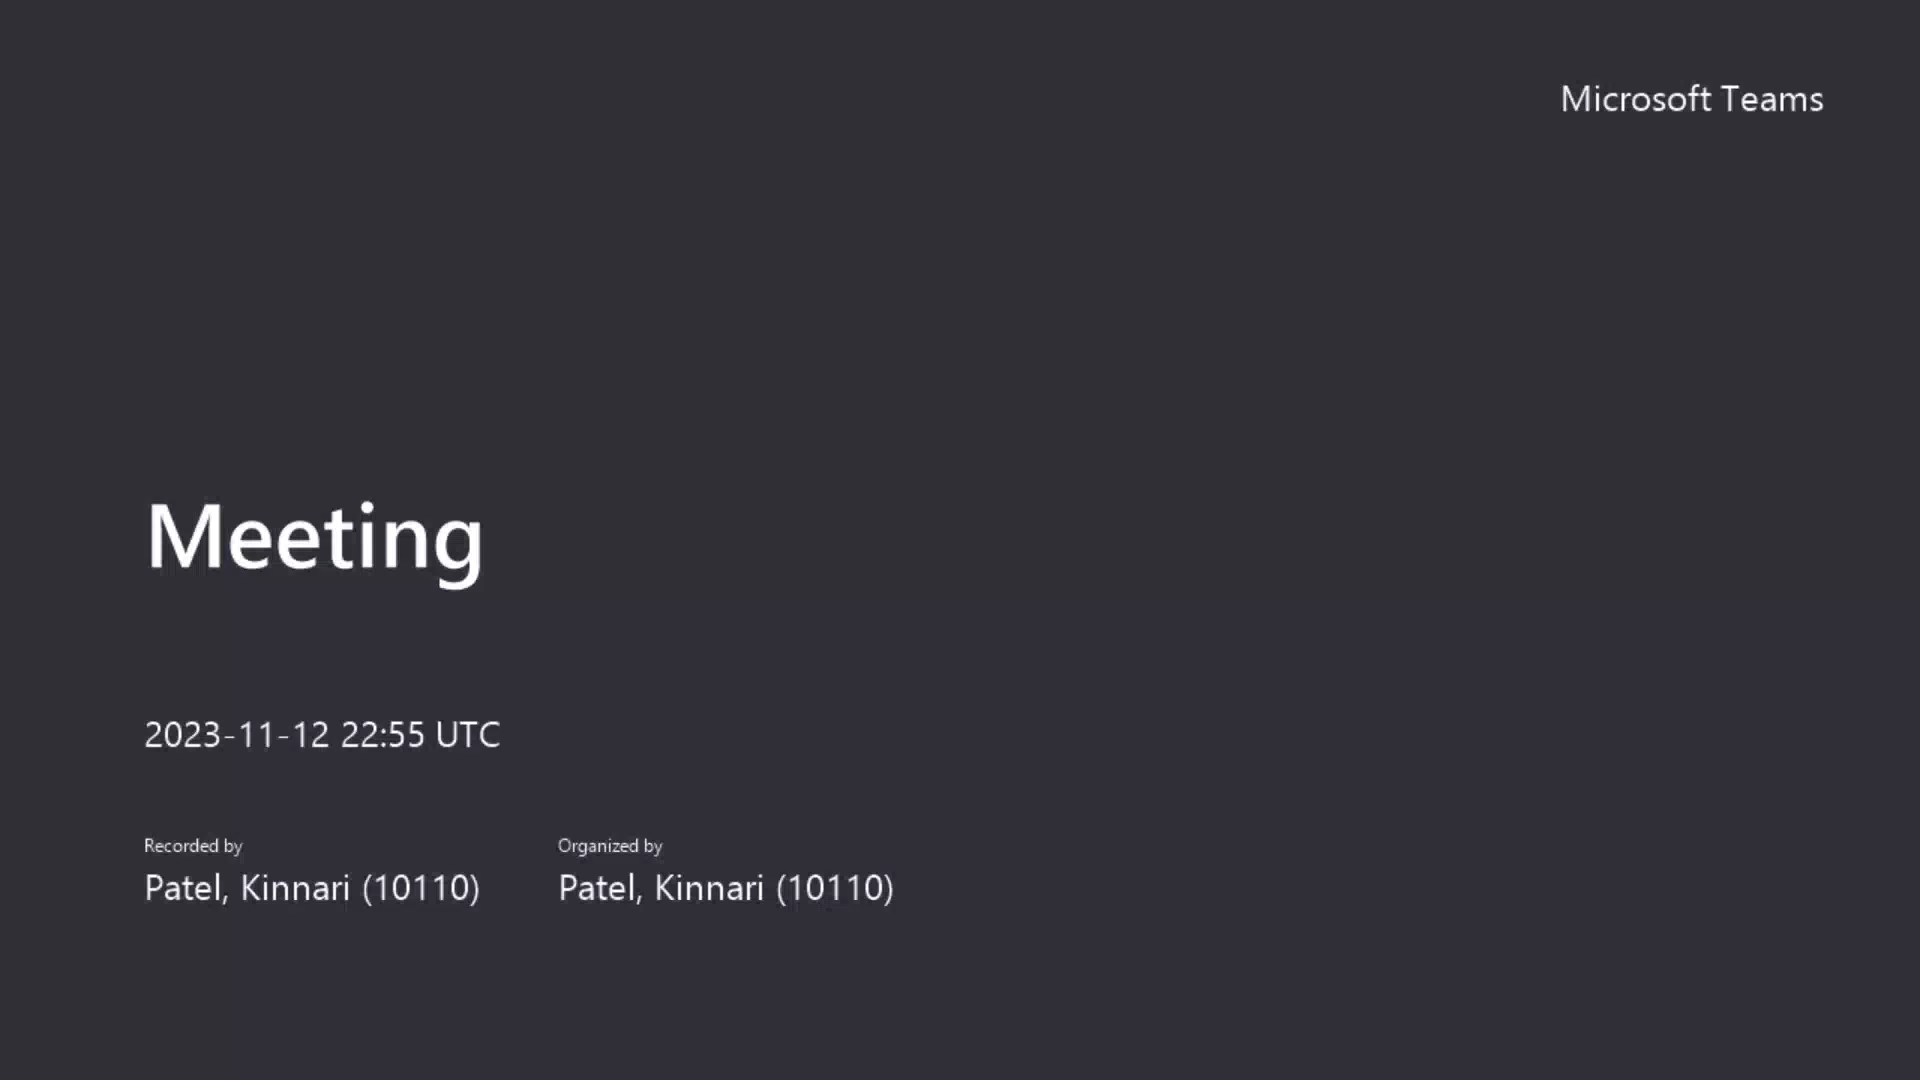 Microsoft Teams
Meeting
2023-11-12 22:55 UTC
Recorded by
Patel, Kinnari (10110)
Organized by
Patel, Kinnari (10110)